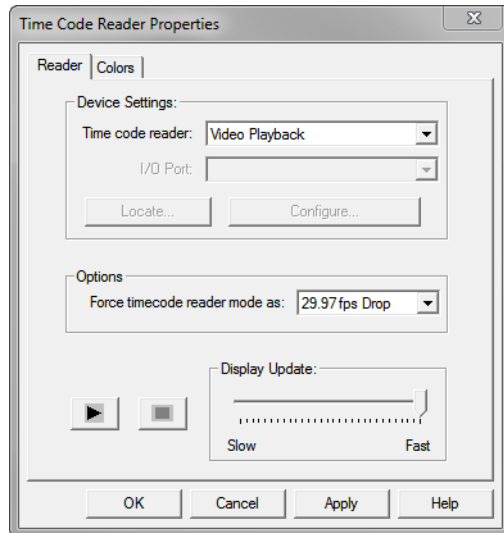 Time Code Reader Properties
Reader Colors
Device Settings:
Time code reader: Video Playback
I/O Port:
Locate... Configure...
Options
Force timecode reader mode as: 29.97 fps Drop
Display Update:
Slow Fast
OK Cancel Apply Help